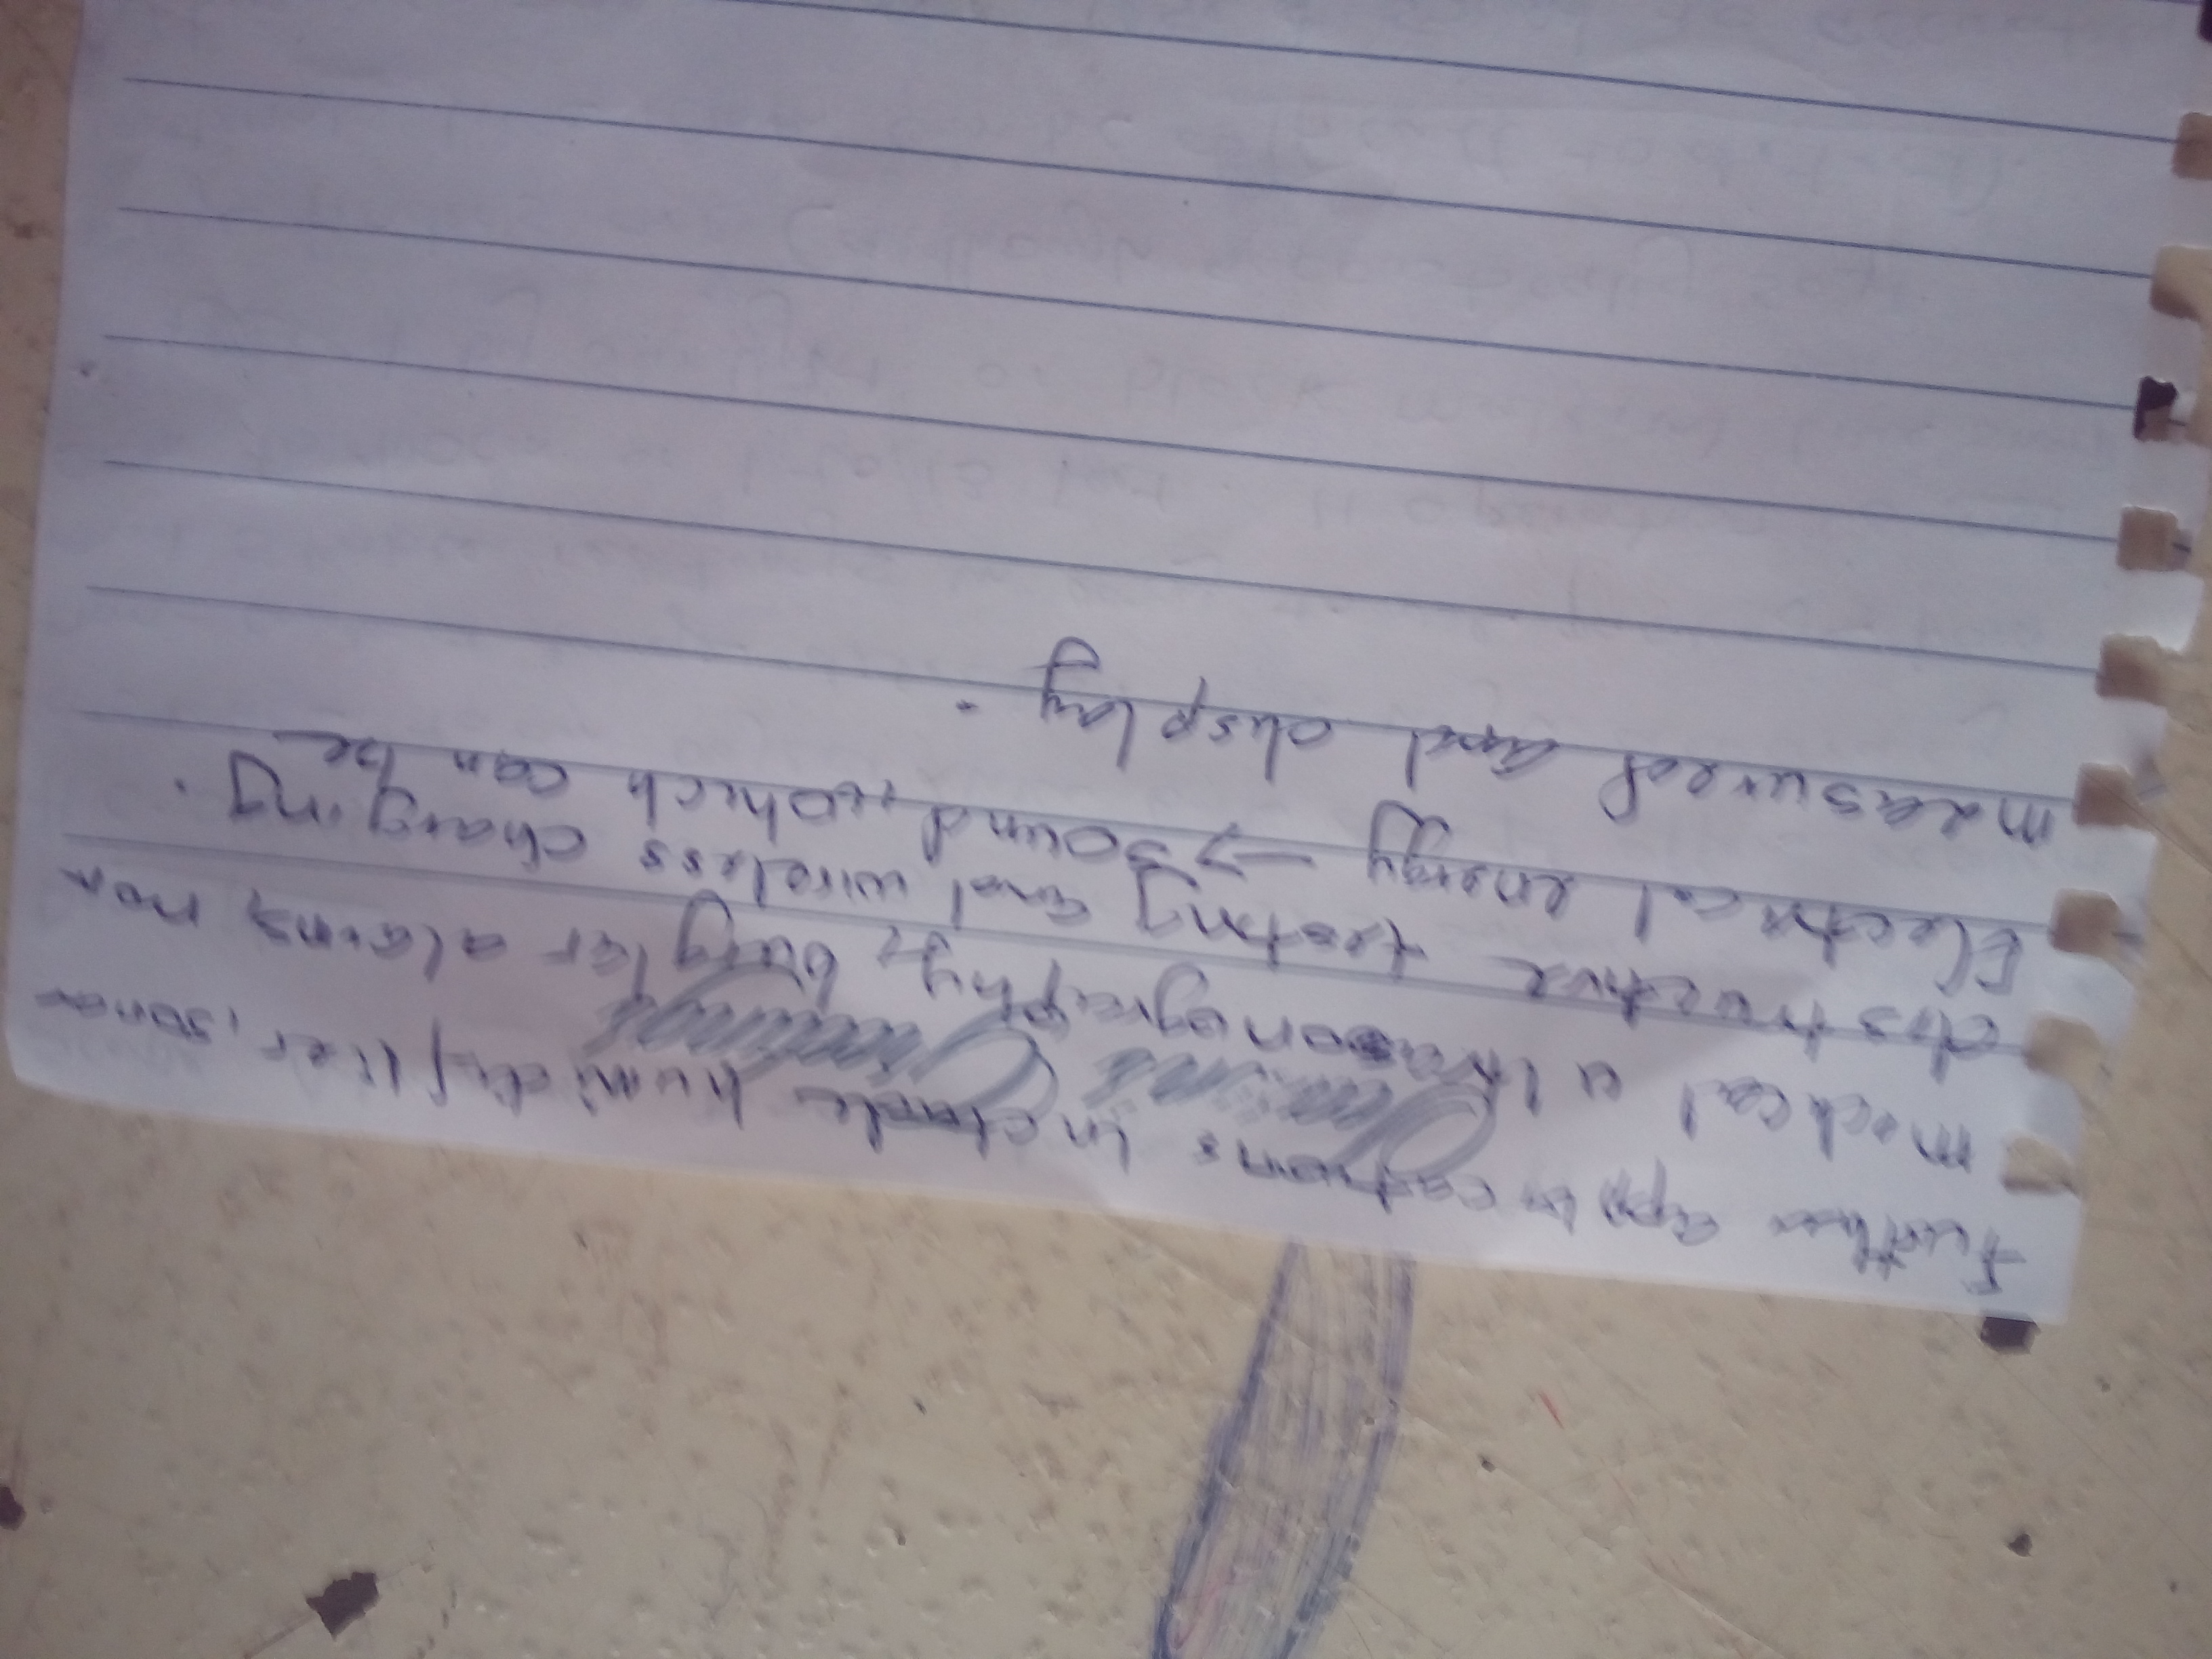 Further applications include humidifier, sonar
medical ultrasonography, burglar alarms, non
destructive testing and wireless charging.
Electrical energy → sound, which can be
measured and display.